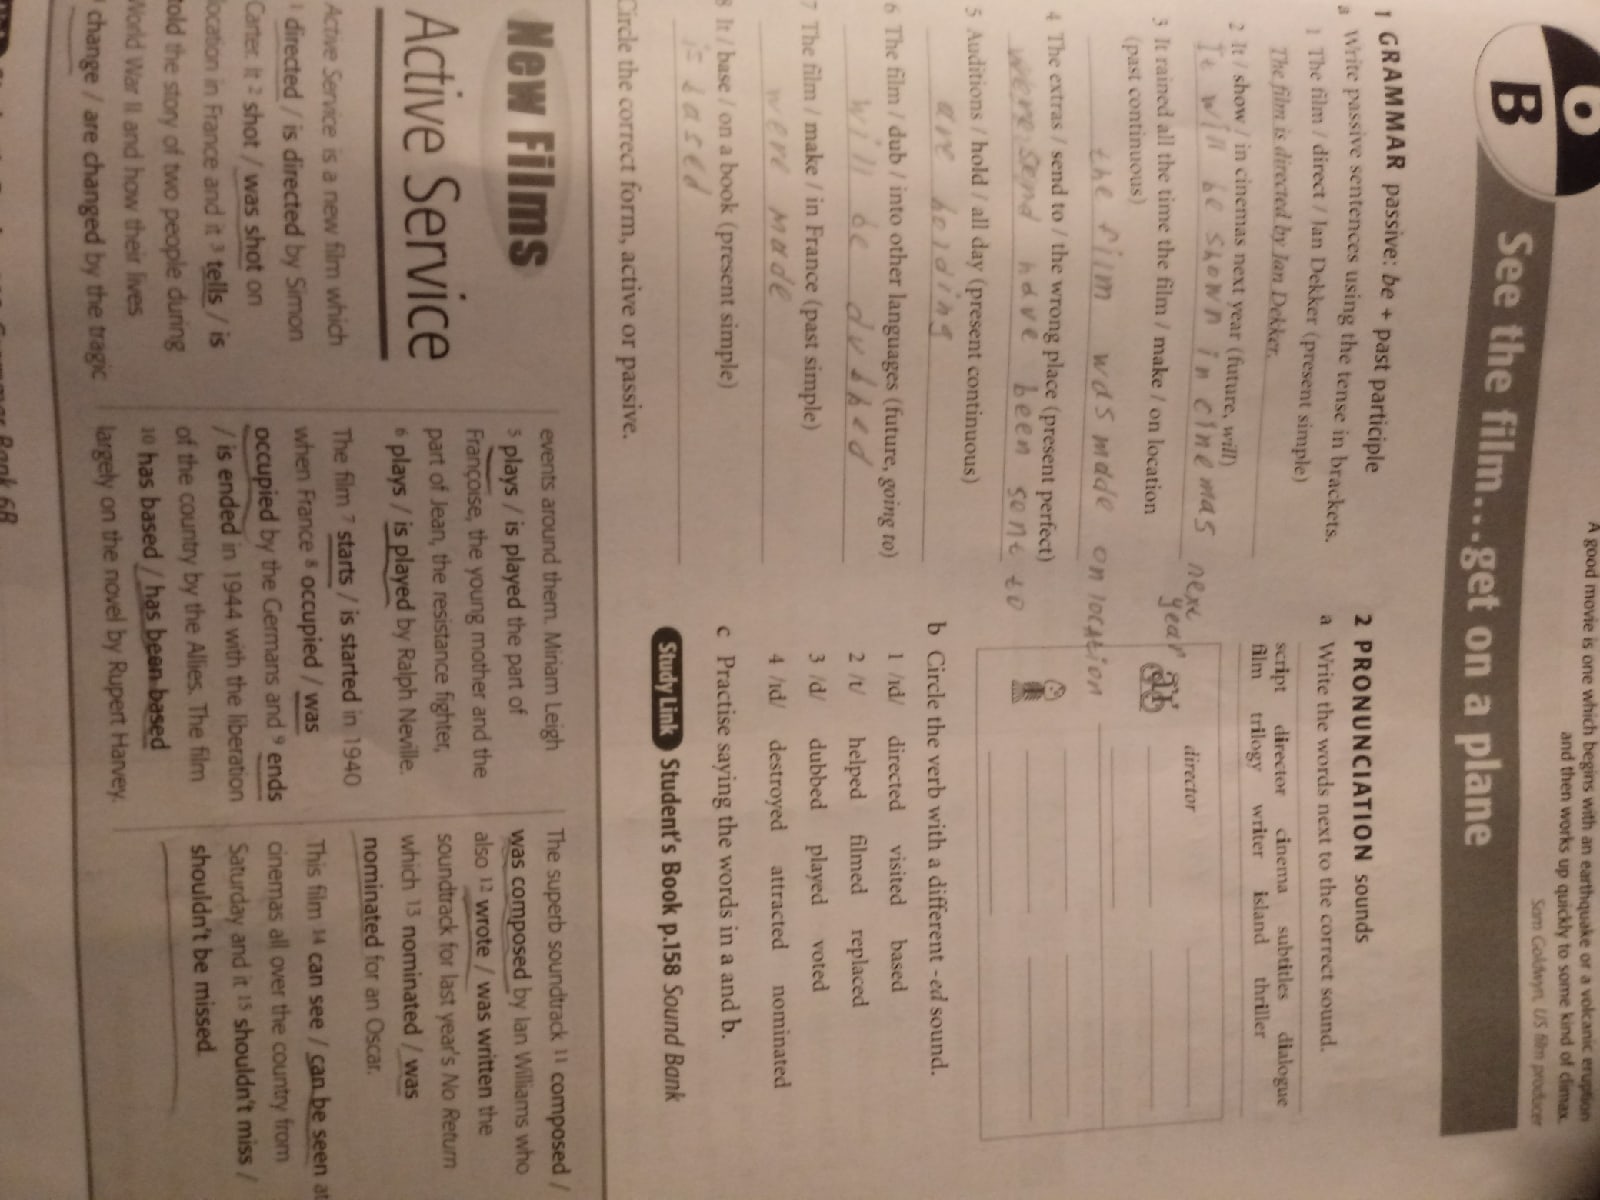 A good movie is one which begins with an earthquake or a volcanic eruption
and then works up quickly to some kind of climax.
Sam Goldwyn, US film producer
6
B
See the film...get on a plane
1 GRAMMAR passive: be + past participle
a Write passive sentences using the tense in brackets.
1 The film / direct / Ian Dekker (present simple)
The film is directed by Ian Dekker.
2 It / show / in cinemas next year (future, will)
It will be shown in cinemas next year
3 It rained all the time the film / make / on location
(past continuous)
the film was made on location
4 The extras / send to / the wrong place (present perfect)
were send have been sent to
5 Auditions / hold / all day (present continuous)
are holding
6 The film / dub / into other languages (future, going to)
will be dubbed
7 The film / make / in France (past simple)
were made
8 It / base / on a book (present simple)
is based
2 PRONUNCIATION sounds
a Write the words next to the correct sound.
script director cinema subtitles dialogue
film trilogy writer island thriller
director
b Circle the verb with a different -ed sound.
1 /ɪd/ directed visited based
2 /t/ helped filmed replaced
3 /d/ dubbed played voted
4 /ɪd/ destroyed attracted nominated
c Practise saying the words in a and b.
Study Link Student's Book p.158 Sound Bank
Circle the correct form, active or passive.
New Films
Active Service
Active Service is a new film which
1 directed / is directed by Simon
Carter. It 2 shot / was shot on
location in France and it 3 tells / is
told the story of two people during
World War II and how their lives
change / are changed by the tragic
events around them. Miriam Leigh
5 plays / is played the part of
Françoise, the young mother and the
part of Jean, the resistance fighter,
6 plays / is played by Ralph Neville.
The film 7 starts / is started in 1940
when France 8 occupied / was
occupied by the Germans and 9 ends
/ is ended in 1944 with the liberation
of the country by the Allies. The film
10 has based / has been based
largely on the novel by Rupert Harvey.
The superb soundtrack 11 composed /
was composed by Ian Williams who
also 12 wrote / was written the
soundtrack for last year's No Return
which 13 nominated / was
nominated for an Oscar.
This film 14 can see / can be seen at
cinemas all over the country from
Saturday and it 15 shouldn't miss /
shouldn't be missed.
Grammar Bank 6B